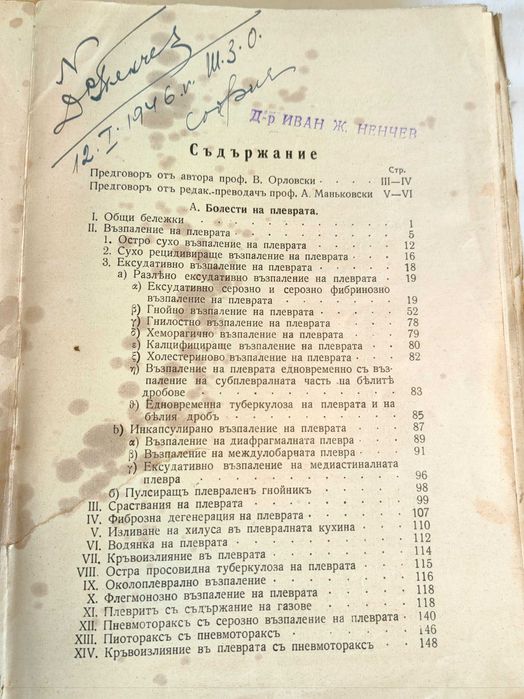 12. I. 1946 г. Ш. З. О.
София
Д-р ИВАН Ж. НЕНЧЕВ
Съдържание
Стр.
Предговоръ отъ автора проф. В. Орловски III—IV
Предговоръ отъ редак.-преводачъ проф. А. Маньковски V—VI
А. Болести на плеврата.
I. Общи бележки 1
II. Възпаление на плеврата 5
1. Остро сухо възпаление на плеврата 12
2. Сухо рецидивираще възпаление на плеврата 16
3. Ексудативно възпаление на плеврата 18
a) Разлѣно ексудативно възпаление на плеврата 19
α) Ексудативно серозно и серозно фибринозно
възпаление на плеврата 19
β) Гнойно възпаление на плеврата 52
γ) Гнилостно възпаление на плеврата 78
δ) Хеморагично възпаление на плеврата 79
ε) Калцифициращe възпаление на плеврата 80
ξ) Холестериново възпаление на плеврата 82
η) Възпаление на плеврата едновременно съ въз-
паление на субплевралната часть на бѣлитѣ
дробове 83
ϑ) Едновременна туберкулоза на плеврата и на
бѣлия дробъ 85
b) Инкапсулирано възпаление на плеврата 87
α) Възпаление на диафрагмалната плевра 89
β) Възпаление на междулобарната плевра 91
γ) Ексудативно възпаление на медиастиналната
плевра 96
б) Пулсиращъ плевраленъ гнойникъ 98
III. Сраствания на плеврата 99
IV. Фиброзна дегенерация на плеврата 107
V. Изливане на хилуса въ плевралната кухина 110
VI. Водянка на плеврата 112
VII. Кръвоизлияние въ плеврата 114
VIII. Остра просовидна туберкулоза на плеврата 115
IX. Околоплеврално възпаление 116
X. Флегмонозно възпаление на плеврата 118
XI. Плевритъ съ съдържание на газове 118
XII. Пневмотораксъ съ серозно възпаление на плеврата 140
XIII. Пиотораксъ съ пневмотораксъ 146
XIV. Кръвоизлияние въ плеврата съ пневмотораксъ 148